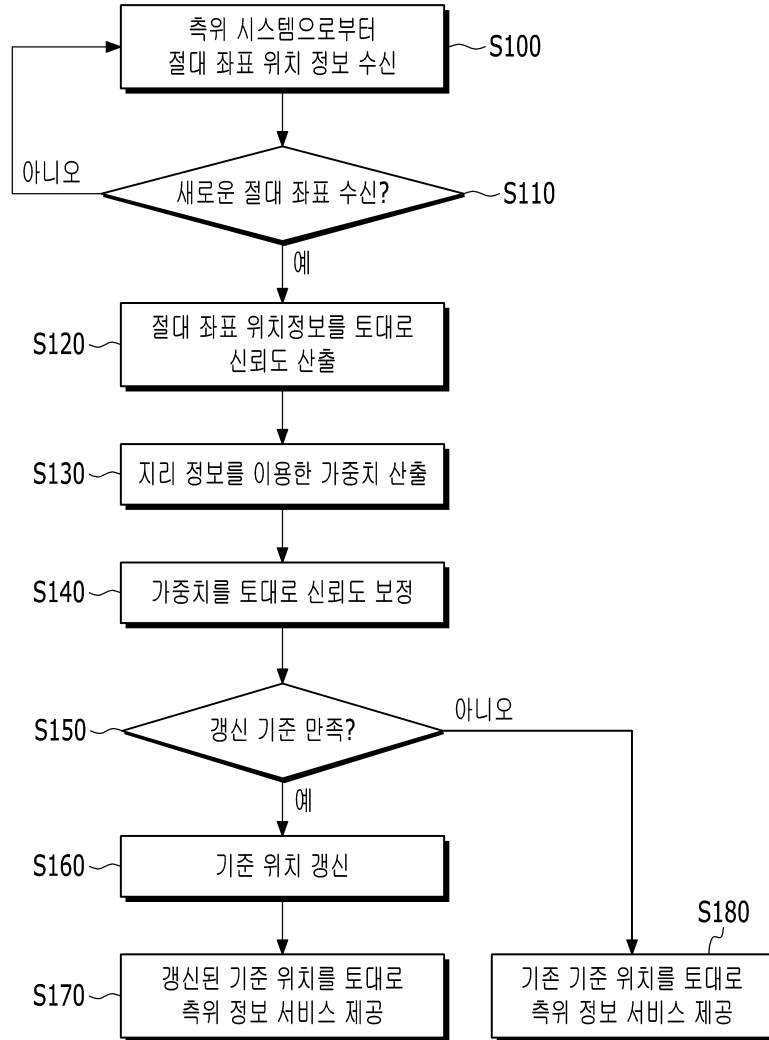 측위 시스템으로부터
절대 좌표 위치 정보 수신
S100
아니오
새로운 절대 좌표 수신?
S110
예
S120
절대 좌표 위치정보를 토대로
신뢰도 산출
S130
지리 정보를 이용한 가중치 산출
S140
가중치를 토대로 신뢰도 보정
S150
갱신 기준 만족?
아니오
예
S160
기준 위치 갱신
S180
S170
갱신된 기준 위치를 토대로
측위 정보 서비스 제공
기존 기준 위치를 토대로
측위 정보 서비스 제공